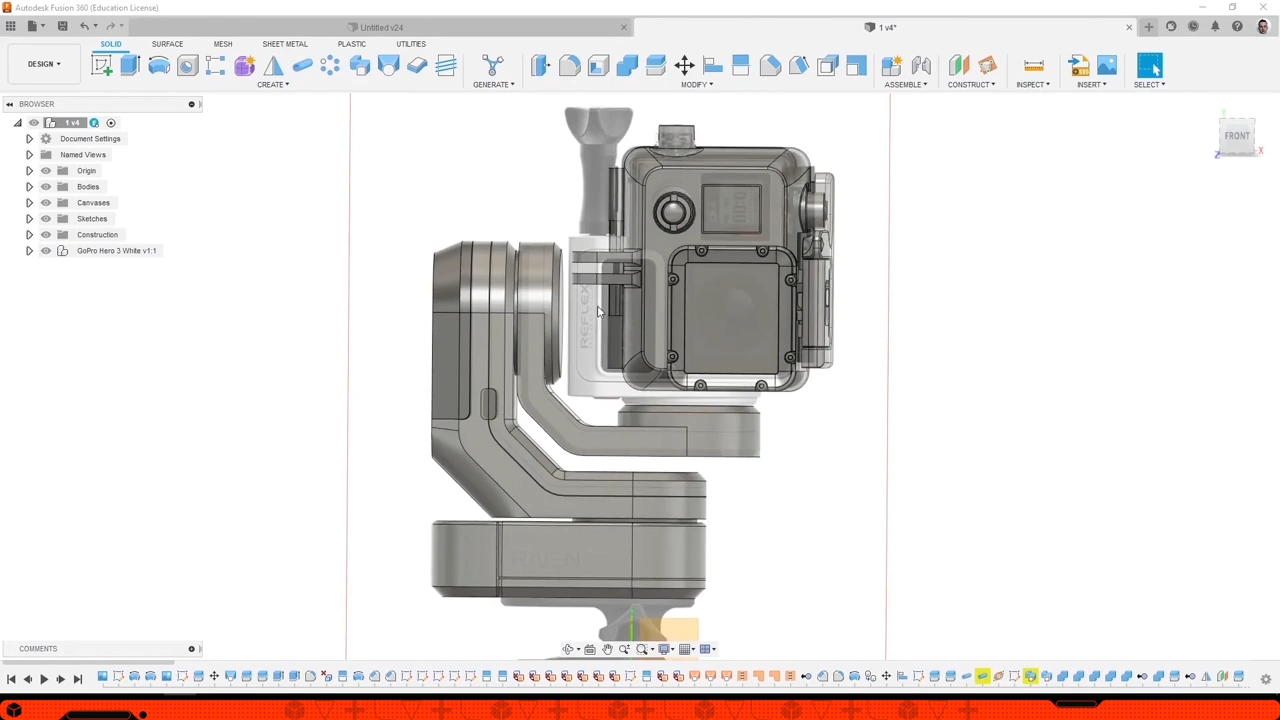 Autodesk Fusion 360 (Education License)
Untitled v24
1 v4*
DESIGN
SOLID
SURFACE
MESH
SHEET METAL
PLASTIC
UTILITIES
CREATE
GENERATE
MODIFY
ASSEMBLE
CONSTRUCT
INSPECT
INSERT
SELECT
BROWSER
1 v4
Document Settings
Named Views
Origin
Bodies
Canvases
Sketches
Construction
GoPro Hero 3 White v1:1
FRONT
X
Z
REFLEX
COMMENTS